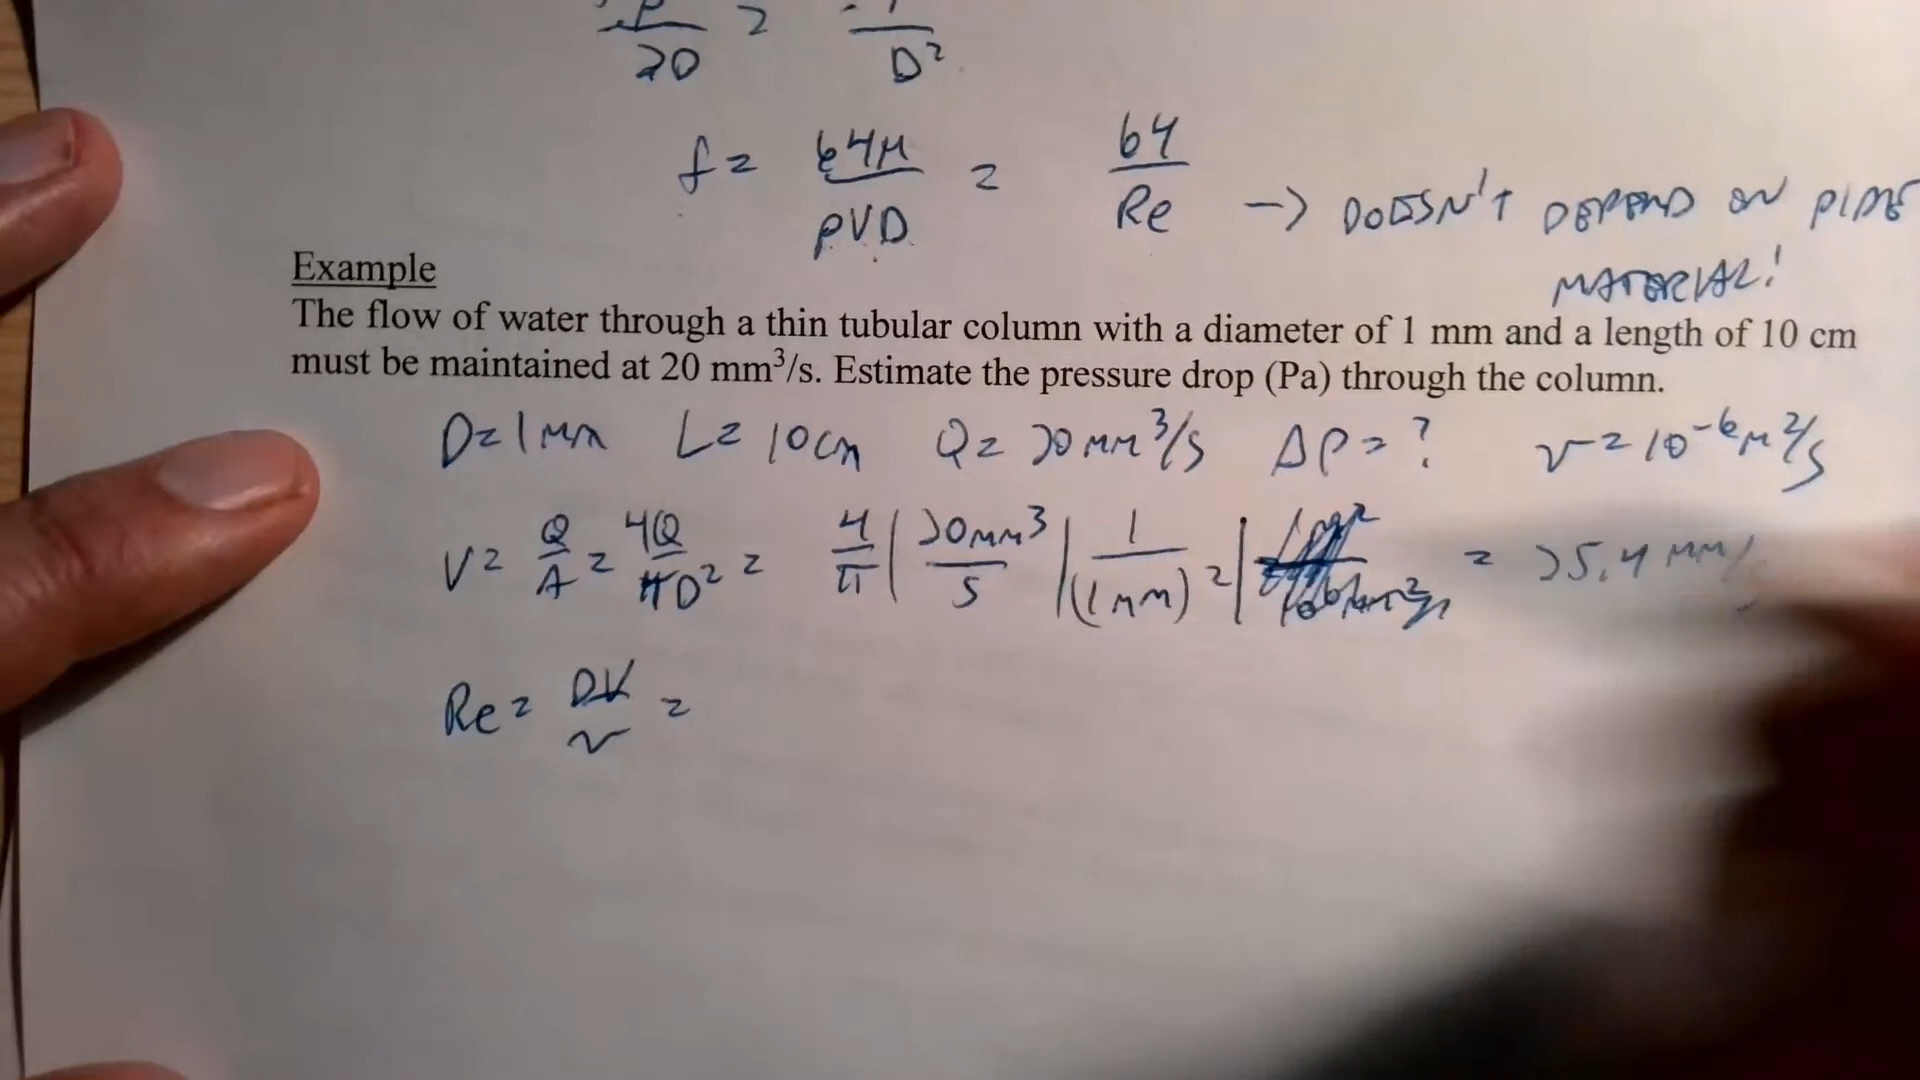 2D = D²
f = 64μ/ρVD = 64/Re → DOESN'T DEPEND ON PIPE
MATERIAL!
Example
The flow of water through a thin tubular column with a diameter of 1 mm and a length of 10 cm
must be maintained at 20 mm³/s. Estimate the pressure drop (Pa) through the column.
D = 1 mm L = 10 cm Q = 20 mm³/s ΔP = ? ν = 10⁻⁶ m²/s
V = Q/A = 4Q/πD² = 4/π | 20 mm³/s | 1/(1 mm)² | = 25.4 mm/
Re = DV/ν =